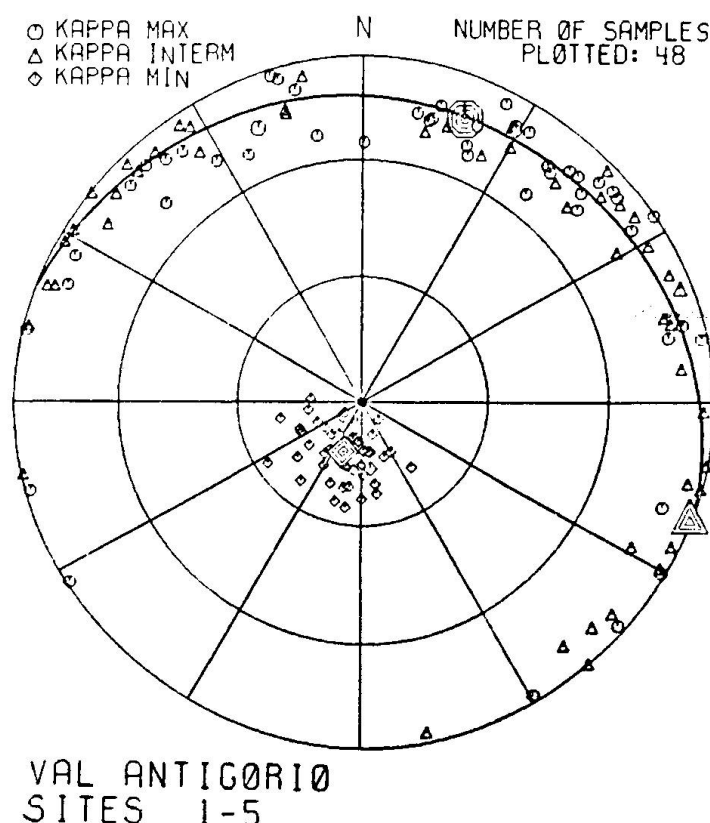 KAPPA MAX
KAPPA INTERM
KAPPA MIN
N
NUMBER ØF SAMPLES
PLØTTED: 48
VAL ANTIGØRIØ
SITES 1-5